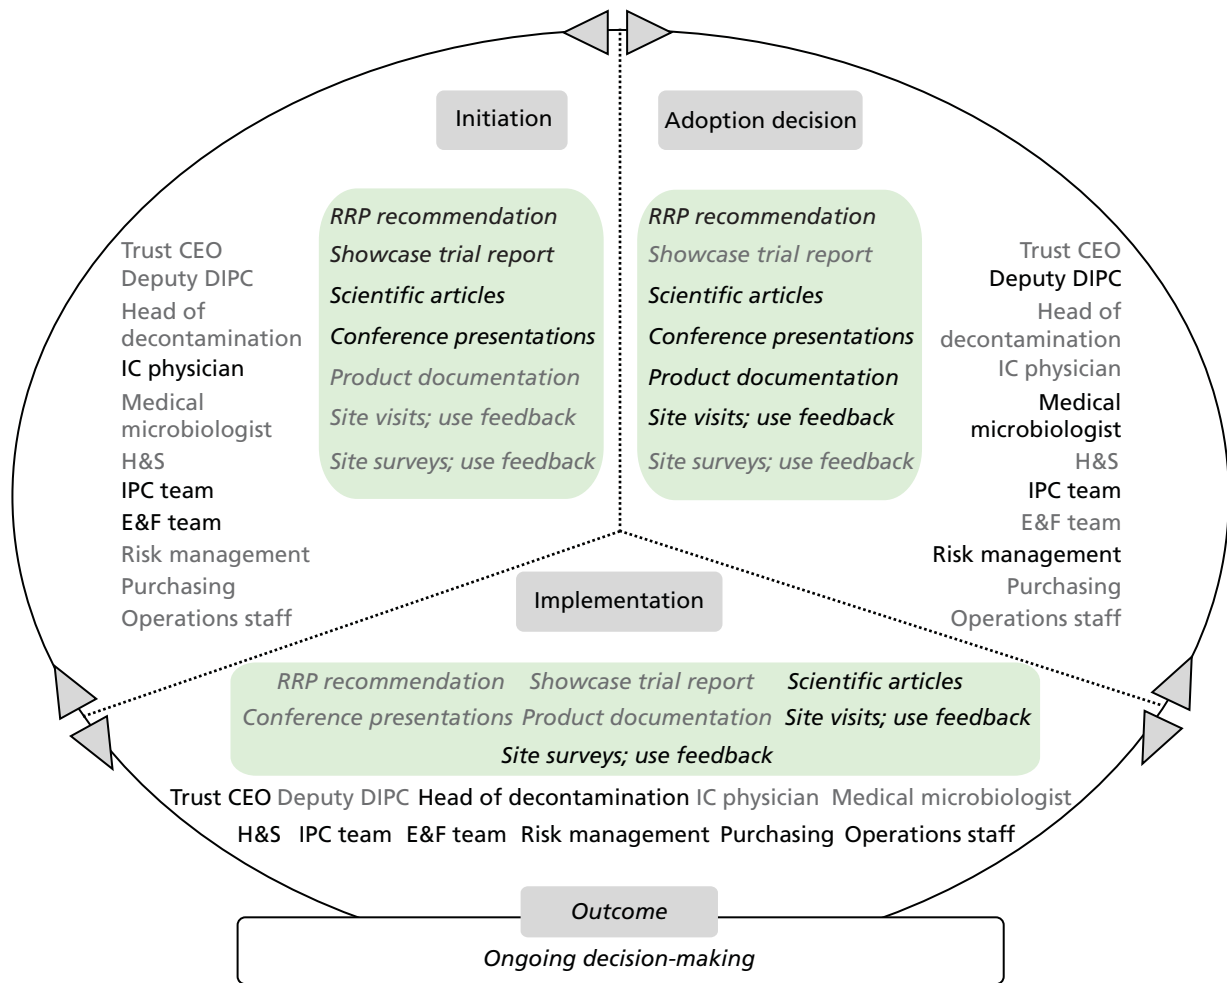 Initiation
Adoption decision
RRP recommendation
Showcase trial report
Scientific articles
Conference presentations
Product documentation
Site visits; use feedback
Site surveys; use feedback
RRP recommendation
Showcase trial report
Scientific articles
Conference presentations
Product documentation
Site visits; use feedback
Site surveys; use feedback
Trust CEO
Deputy DIPC
Head of
decontamination
IC physician
Medical
microbiologist
H&S
IPC team
E&F team
Risk management
Purchasing
Operations staff
Trust CEO
Deputy DIPC
Head of
decontamination
IC physician
Medical
microbiologist
H&S
IPC team
E&F team
Risk management
Purchasing
Operations staff
Implementation
RRP recommendation Showcase trial report Scientific articles
Conference presentations Product documentation Site visits; use feedback
Site surveys; use feedback
Trust CEO Deputy DIPC Head of decontamination IC physician Medical microbiologist
H&S IPC team E&F team Risk management Purchasing Operations staff
Outcome
Ongoing decision-making